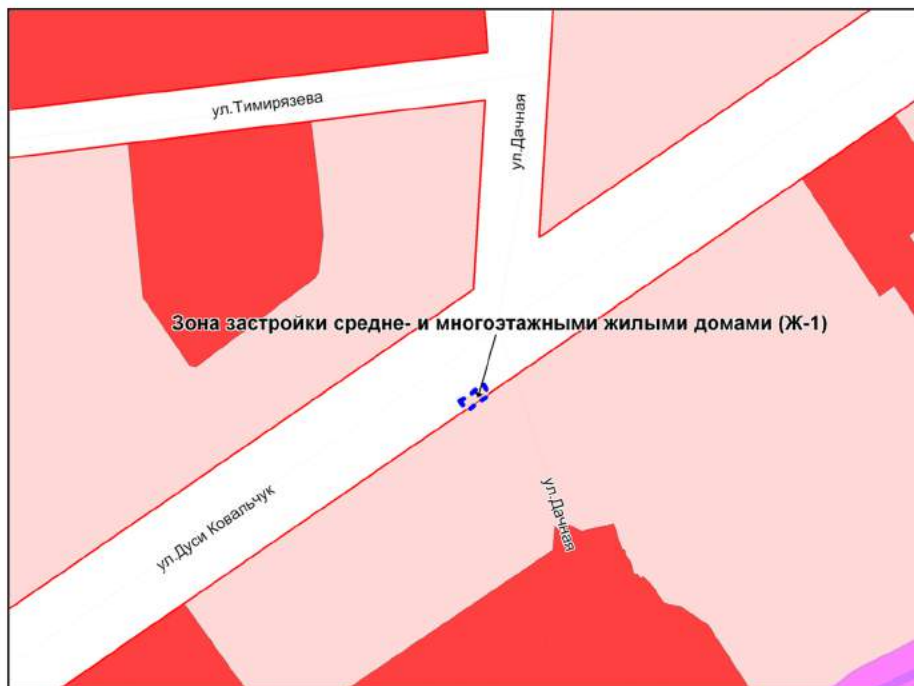 ул.Тимирязева
ул.Дачная
Зона застройки средне- и многоэтажными жилыми домами (Ж-1)
ул.Дуси Ковальчук
ул.Дачная